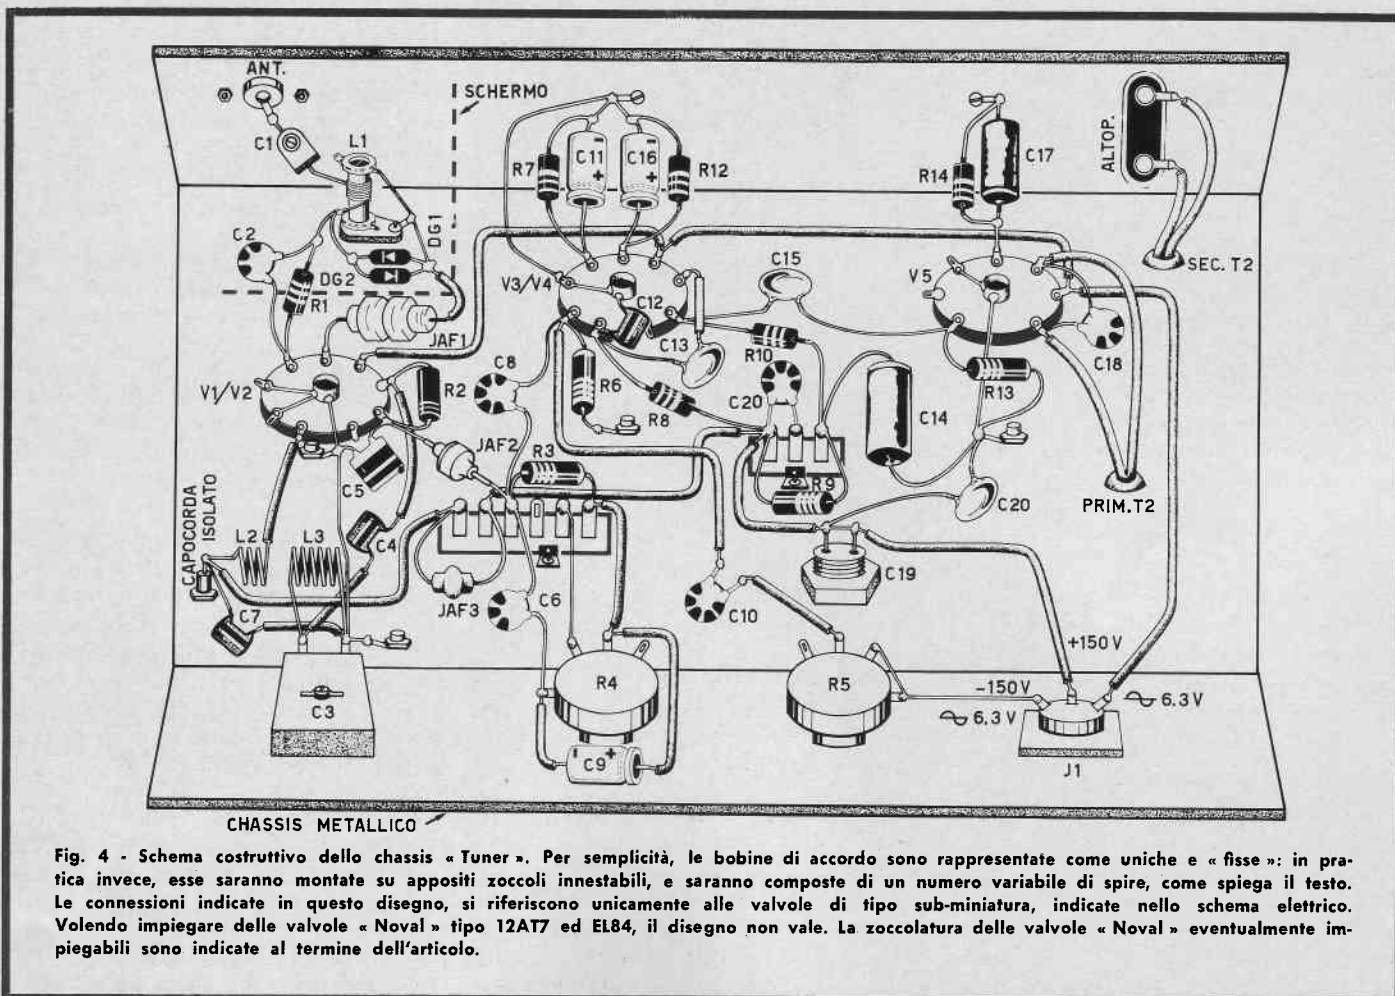 ANT.
SCHERMO
C1
L1
R7
C11
-
+
C16
-
+
R12
R14
C17
ALTOP.
C2
DG1
DG2
R1
JAF1
V3/V4
C12
C15
V5
SEC. T2
C13
R10
C18
V1/V2
R2
C8
R6
R8
C20
C14
R13
JAF2
R3
C5
R9
C20
PRIM. T2
CAPOCORDA
ISOLATO
L2
L3
C4
C19
C7
JAF3
C6
C10
+150 V
C3
R4
R5
-150V
6.3 V
6.3 V
- C9 +
J1
CHASSIS METALLICO
Fig. 4 - Schema costruttivo dello chassis « Tuner ». Per semplicità, le bobine di accordo sono rappresentate come uniche e « fisse »: in pra-
tica invece, esse saranno montate su appositi zoccoli innestabili, e saranno composte di un numero variabile di spire, come spiega il testo.
Le connessioni indicate in questo disegno, si riferiscono unicamente alle valvole di tipo sub-miniatura, indicate nello schema elettrico.
Volendo impiegare delle valvole « Noval » tipo 12AT7 ed EL84, il disegno non vale. La zoccolatura delle valvole « Noval » eventualmente im-
piegabili sono indicate al termine dell'articolo.